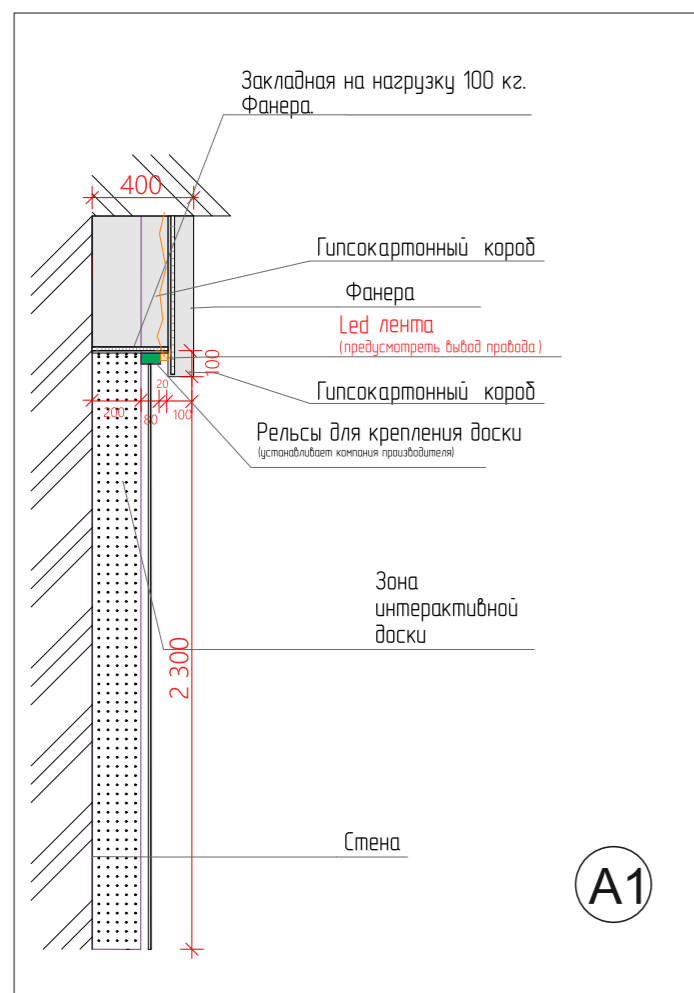 Закладная на нагрузку 100 кг.
Фанера.
400
Гипсокартонный короб
Фанера
Led лента
(предусмотреть вывод провода)
100
Гипсокартонный короб
20
200
80
100
Рельсы для крепления доски
(устанавливает компания производителя)
Зона
интерактивной
доски
2 300
Стена
A1